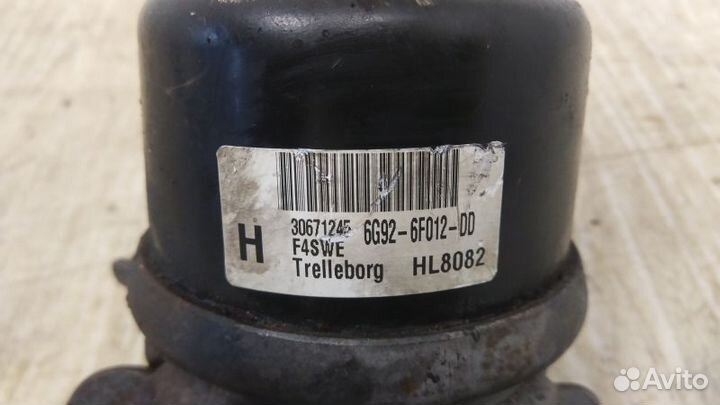 H 30671245 6G92-6F012-DD
F4SWE
Trelleborg HL8082
Avito